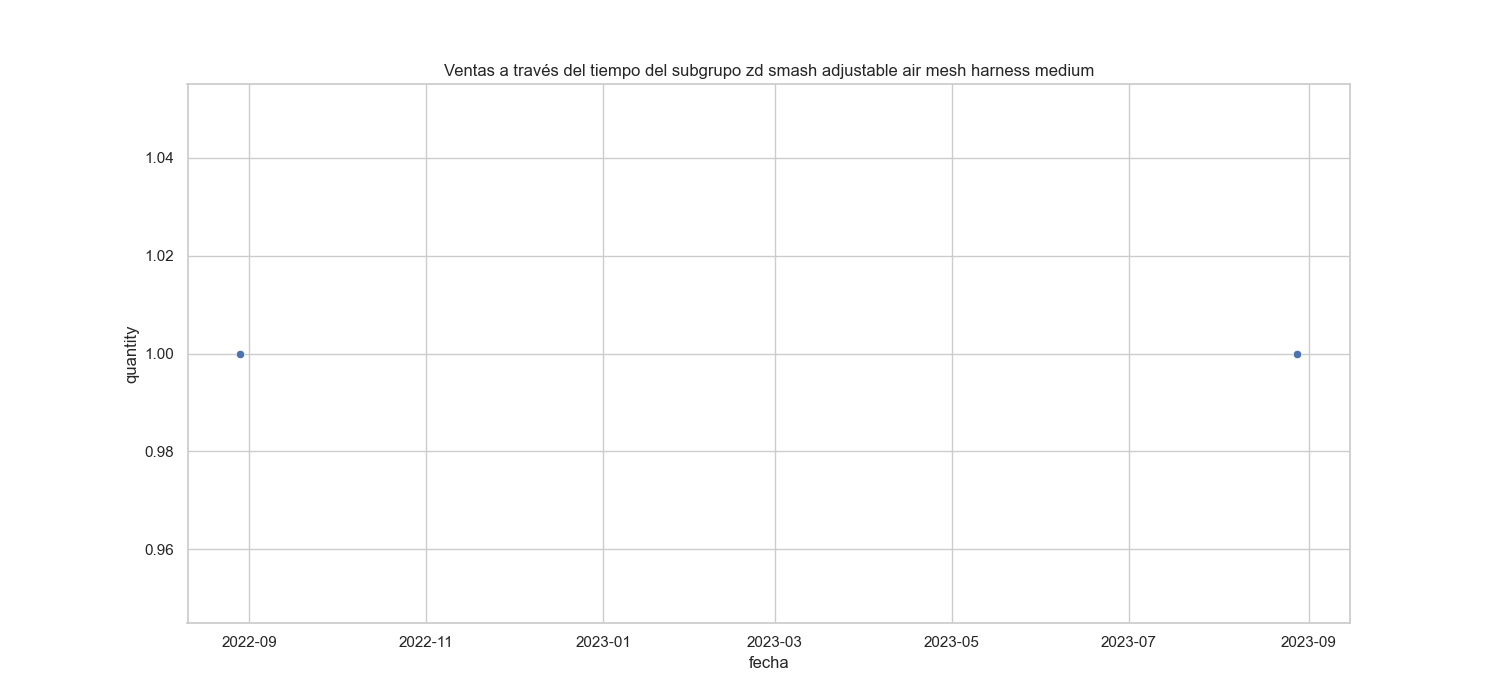 Ventas a través del tiempo del subgrupo zd smash adjustable air mesh harness medium
1.04
1.02
1.00
0.98
0.96
quantity
2022-09 2022-11 2023-01 2023-03 2023-05 2023-07 2023-09
fecha